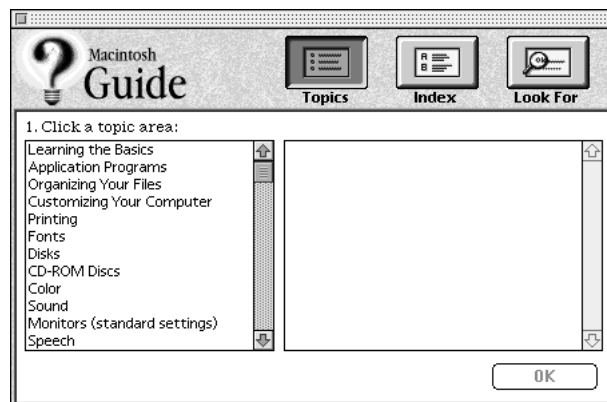 Macintosh
Guide
Topics
Index
Look For
1. Click a topic area:
Learning the Basics
Application Programs
Organizing Your Files
Customizing Your Computer
Printing
Fonts
Disks
CD-ROM Discs
Color
Sound
Monitors (standard settings)
Speech
OK